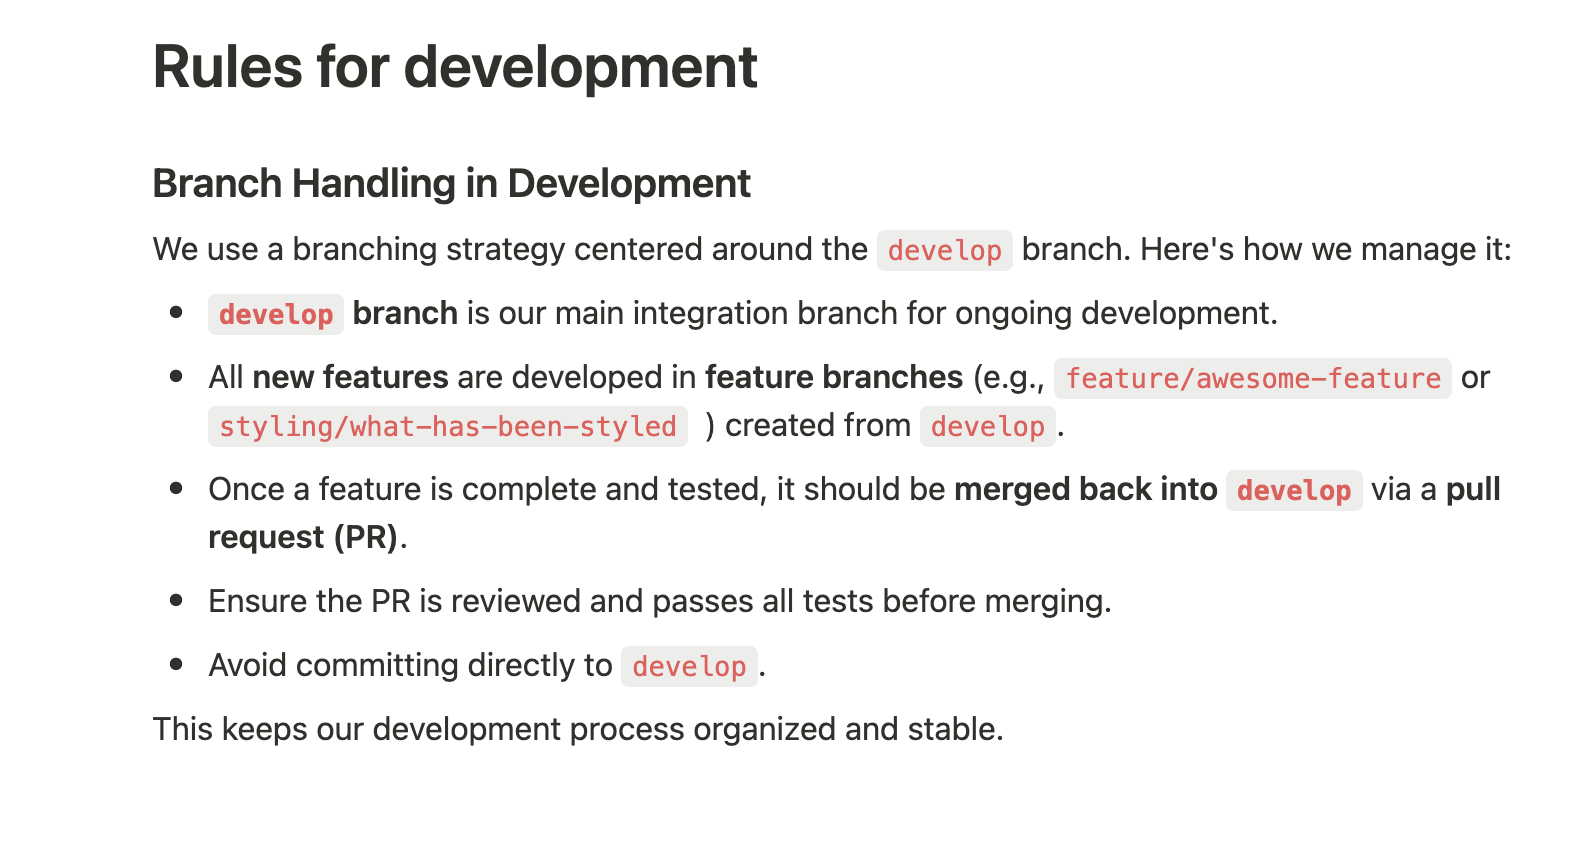 Rules for development
Branch Handling in Development
We use a branching strategy centered around the develop branch. Here's how we manage it:
• develop branch is our main integration branch for ongoing development.
• All new features are developed in feature branches (e.g., feature/awesome-feature or
styling/what-has-been-styled ) created from develop.
• Once a feature is complete and tested, it should be merged back into develop via a pull
request (PR).
• Ensure the PR is reviewed and passes all tests before merging.
• Avoid committing directly to develop.
This keeps our development process organized and stable.